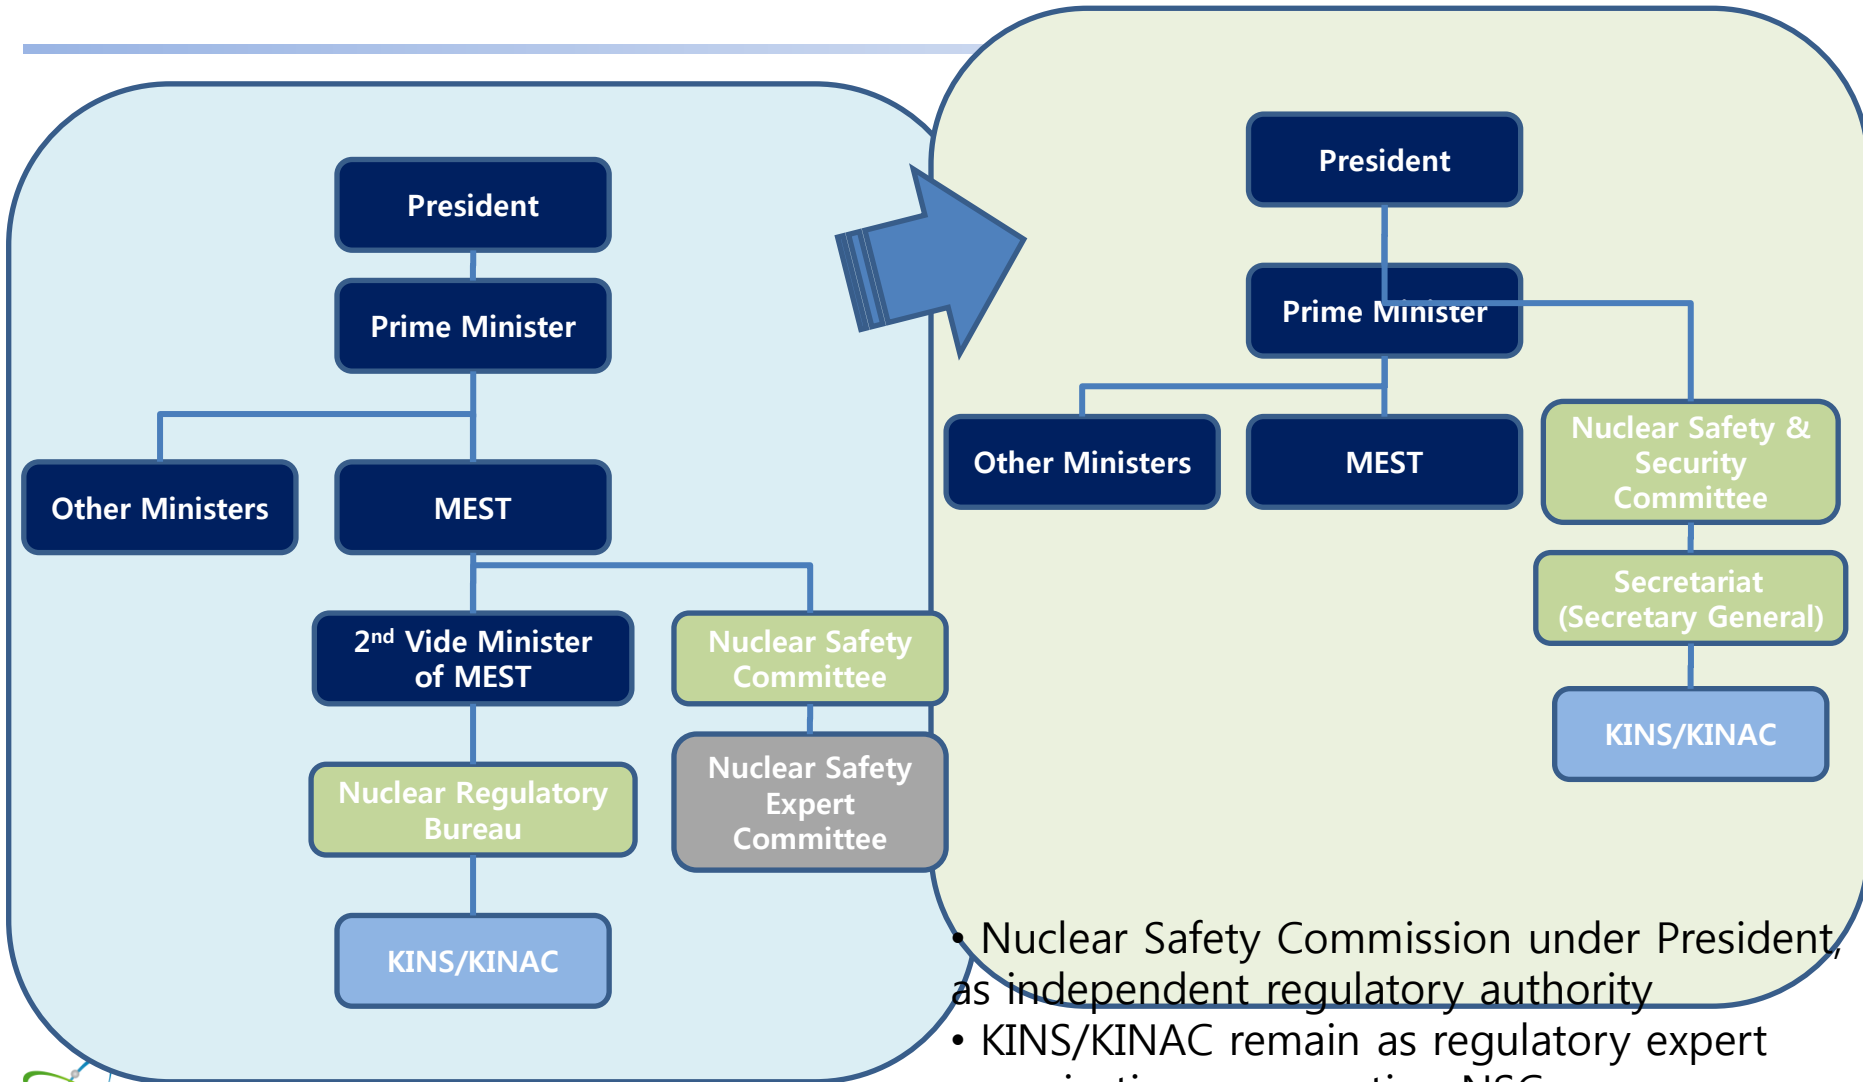 President
Prime Minister
Other Ministers
MEST
2nd Vide Minister
of MEST
Nuclear Safety
Committee
Nuclear Regulatory
Bureau
Nuclear Safety
Expert
Committee
KINS/KINAC
President
Prime Minister
Other Ministers
MEST
Nuclear Safety &
Security
Committee
Secretariat
(Secretary General)
KINS/KINAC
• Nuclear Safety Commission under President,
as independent regulatory authority
• KINS/KINAC remain as regulatory expert
NSC